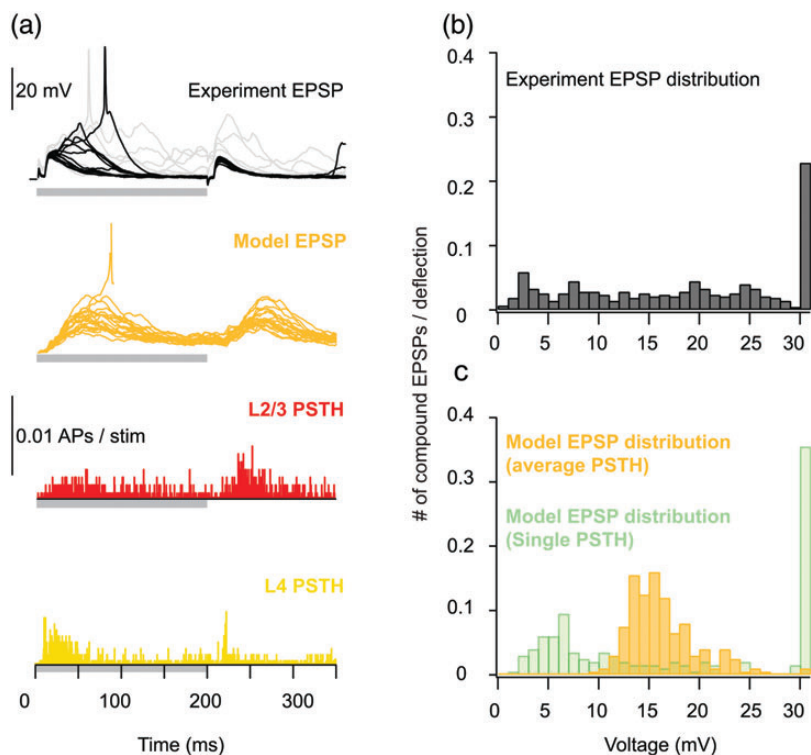 (a)
20 mV
Experiment EPSP
Model EPSP
L2/3 PSTH
0.01 APs / stim
L4 PSTH
0
100
200
300
Time (ms)
(b)
# of compound EPSPs / deflection
0.4
Experiment EPSP distribution
0.3
0.2
0.1
0
0
5
10
15
20
25
30
c
0.4
Model EPSP distribution
(average PSTH)
0.3
Model EPSP distribution
(Single PSTH)
0.2
0.1
0
0
5
10
15
20
25
30
Voltage (mV)